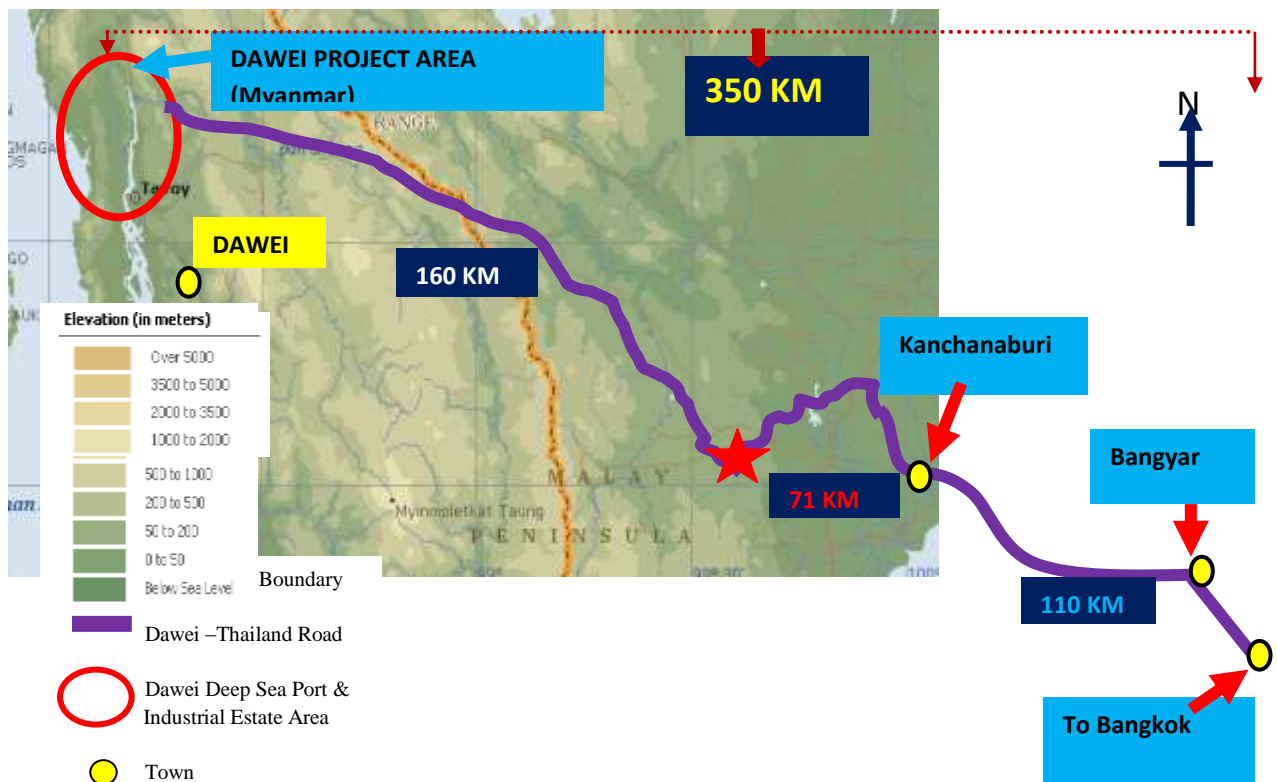 DAWEI PROJECT AREA
(Myanmar)
350 KM
N
RANGE
Tavoy
DAWEI
160 KM
Elevation (in meters)
Over 5000
3500 to 5000
2000 to 3500
1000 to 2000
500 to 1000
200 to 500
50 to 200
0 to 50
Below Sea Level
Kanchanaburi
Bangyar
MALAY
PENINSULA
71 KM
Myinmoletkat Taung
99°
110 KM
Boundary
Dawei –Thailand Road
Dawei Deep Sea Port &
Industrial Estate Area
Town
To Bangkok